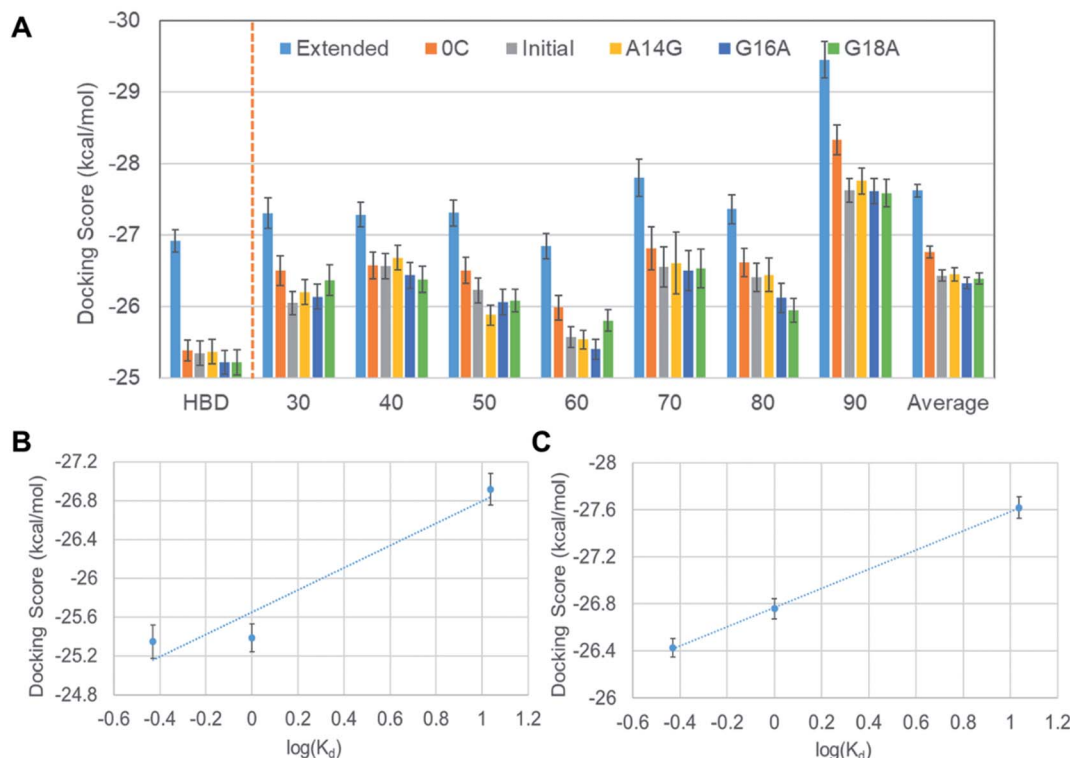 A
Docking Score (kcal/mol)
-30
-29
-28
-27
-26
-25
Extended 0C Initial A14G G16A G18A
HBD 30 40 50 60 70 80 90 Average
B
Docking Score (kcal/mol)
-27.2
-26.8
-26.4
-26
-25.6
-25.2
-24.8
-0.6 -0.4 -0.2 0 0.2 0.4 0.6 0.8 1 1.2
log(Kd)
C
Docking Score (kcal/mol)
-28
-27.6
-27.2
-26.8
-26.4
-26
-0.6 -0.4 -0.2 0 0.2 0.4 0.6 0.8 1 1.2
log(Kd)